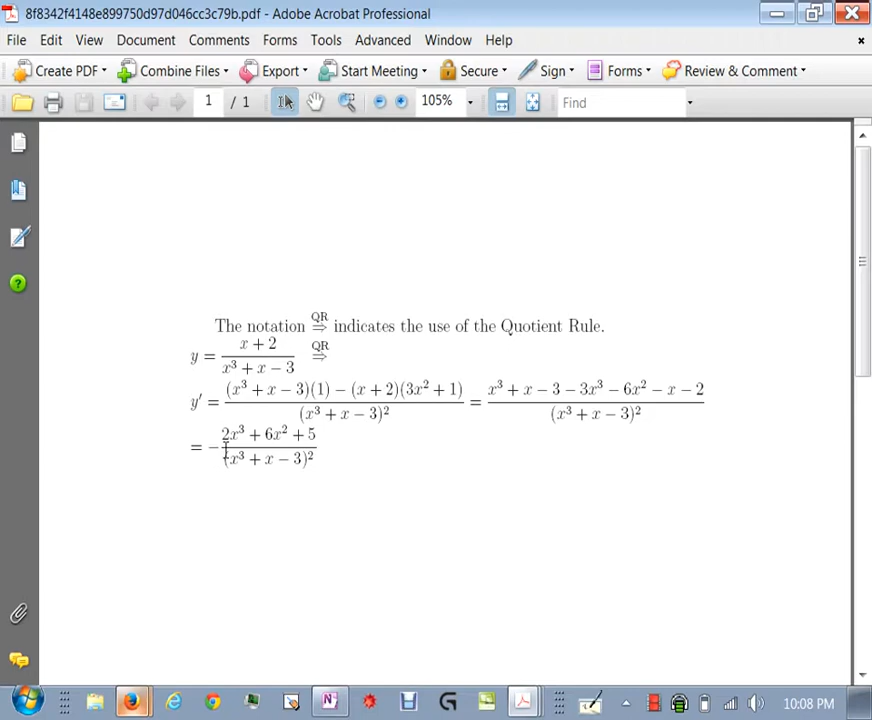 8f8342f4148e899750d97d046cc3c79b.pdf - Adobe Acrobat Professional
File Edit View Document Comments Forms Tools Advanced Window Help
Create PDF Combine Files Export Start Meeting Secure Sign Forms Review & Comment
1 / 1 105% Find
The notation QR⇒ indicates the use of the Quotient Rule.
y = (x + 2)/(x³ + x − 3) QR⇒
y′ = ((x³ + x − 3)(1) − (x + 2)(3x² + 1))/(x³ + x − 3)² = (x³ + x − 3 − 3x³ − 6x² − x − 2)/(x³ + x − 3)²
= −(2x³ + 6x² + 5)/(x³ + x − 3)²
10:08 PM